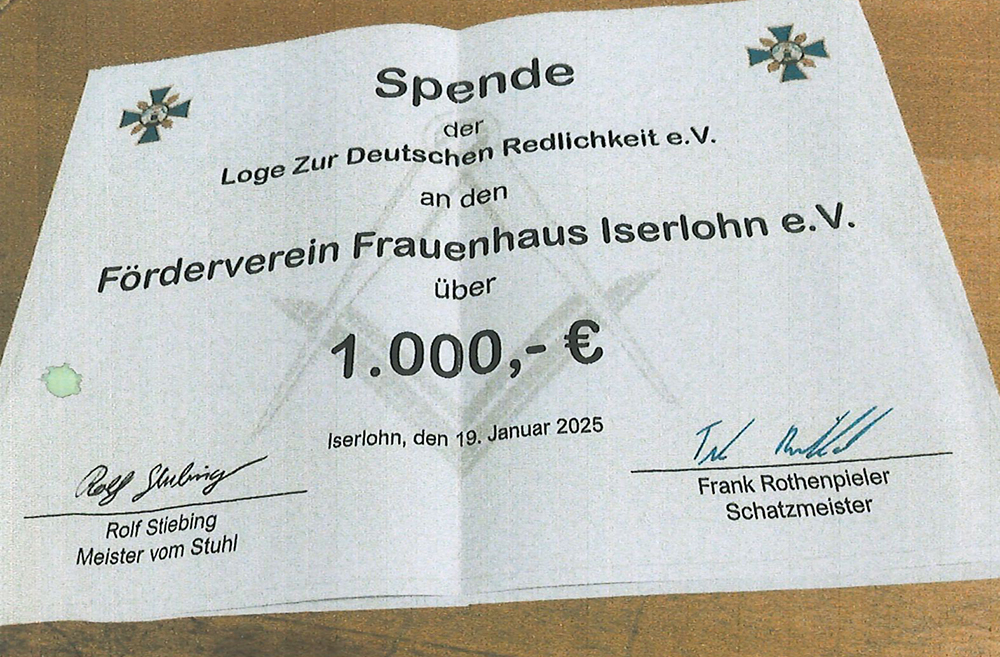 Spende
der
Loge Zur Deutschen Redlichkeit e.V.
an den
Förderverein Frauenhaus Iserlohn e.V.
über
1.000,- €
Iserlohn, den 19. Januar 2025
Rolf Stiebing
Rolf Stiebing
Meister vom Stuhl
Frank Rothenpieler
Schatzmeister